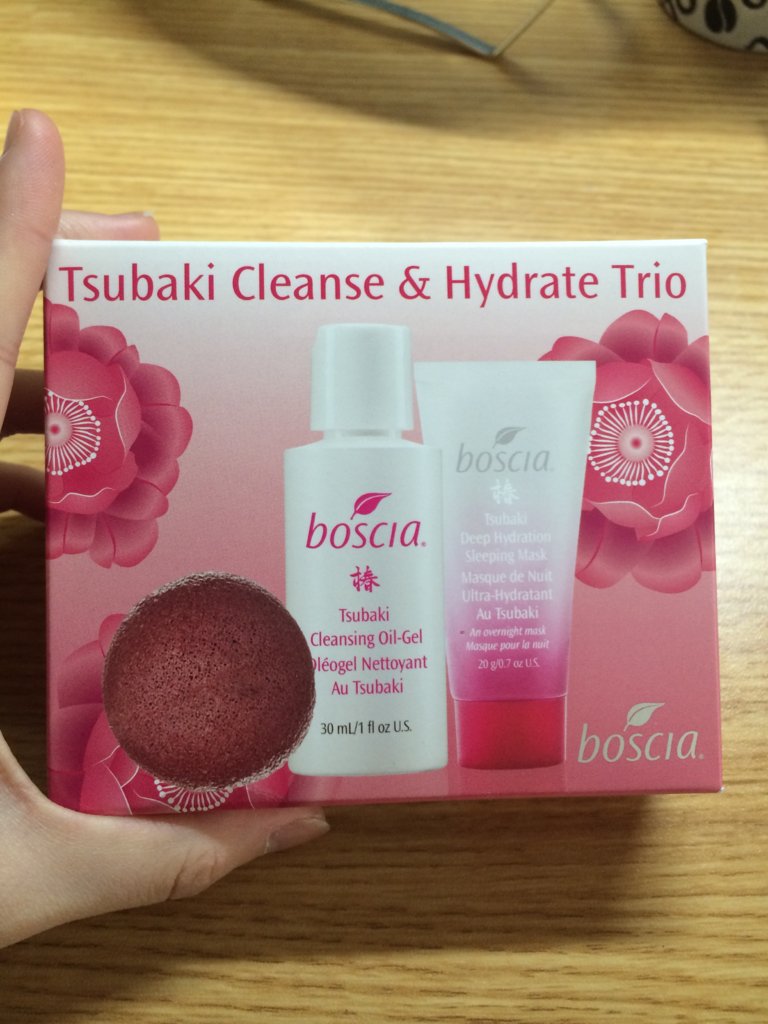 Tsubaki Cleanse & Hydrate Trio
boscia®
椿
Tsubaki
Cleansing Oil-Gel
Oléogel Nettoyant
Au Tsubaki
30 mL/1 fl oz U.S.
boscia®
椿
Tsubaki
Deep Hydration
Sleeping Mask
Masque de Nuit
Ultra-Hydratant
Au Tsubaki
An overnight mask
Masque pour la nuit
20 g/0.7 oz U.S.
boscia®